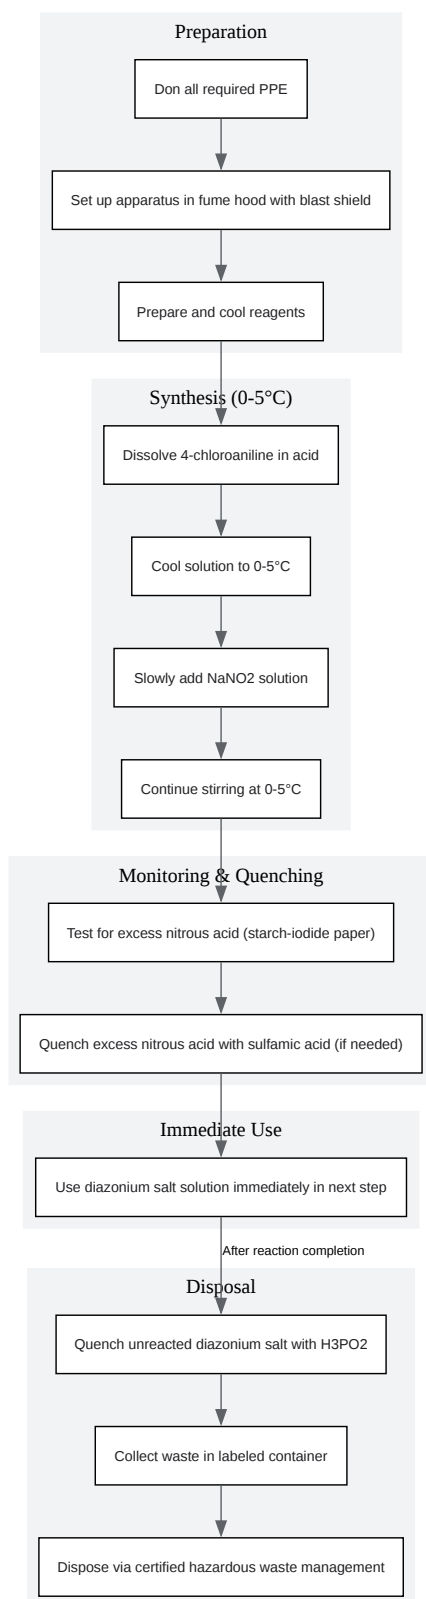 Preparation
Don all required PPE
Set up apparatus in fume hood with blast shield
Prepare and cool reagents
Synthesis (0-5°C)
Dissolve 4-chloroaniline in acid
Cool solution to 0-5°C
Slowly add NaNO2 solution
Continue stirring at 0-5°C
Monitoring & Quenching
Test for excess nitrous acid (starch-iodide paper)
Quench excess nitrous acid with sulfamic acid (if needed)
Immediate Use
Use diazonium salt solution immediately in next step
After reaction completion
Disposal
Quench unreacted diazonium salt with H3PO2
Collect waste in labeled container
Dispose via certified hazardous waste management